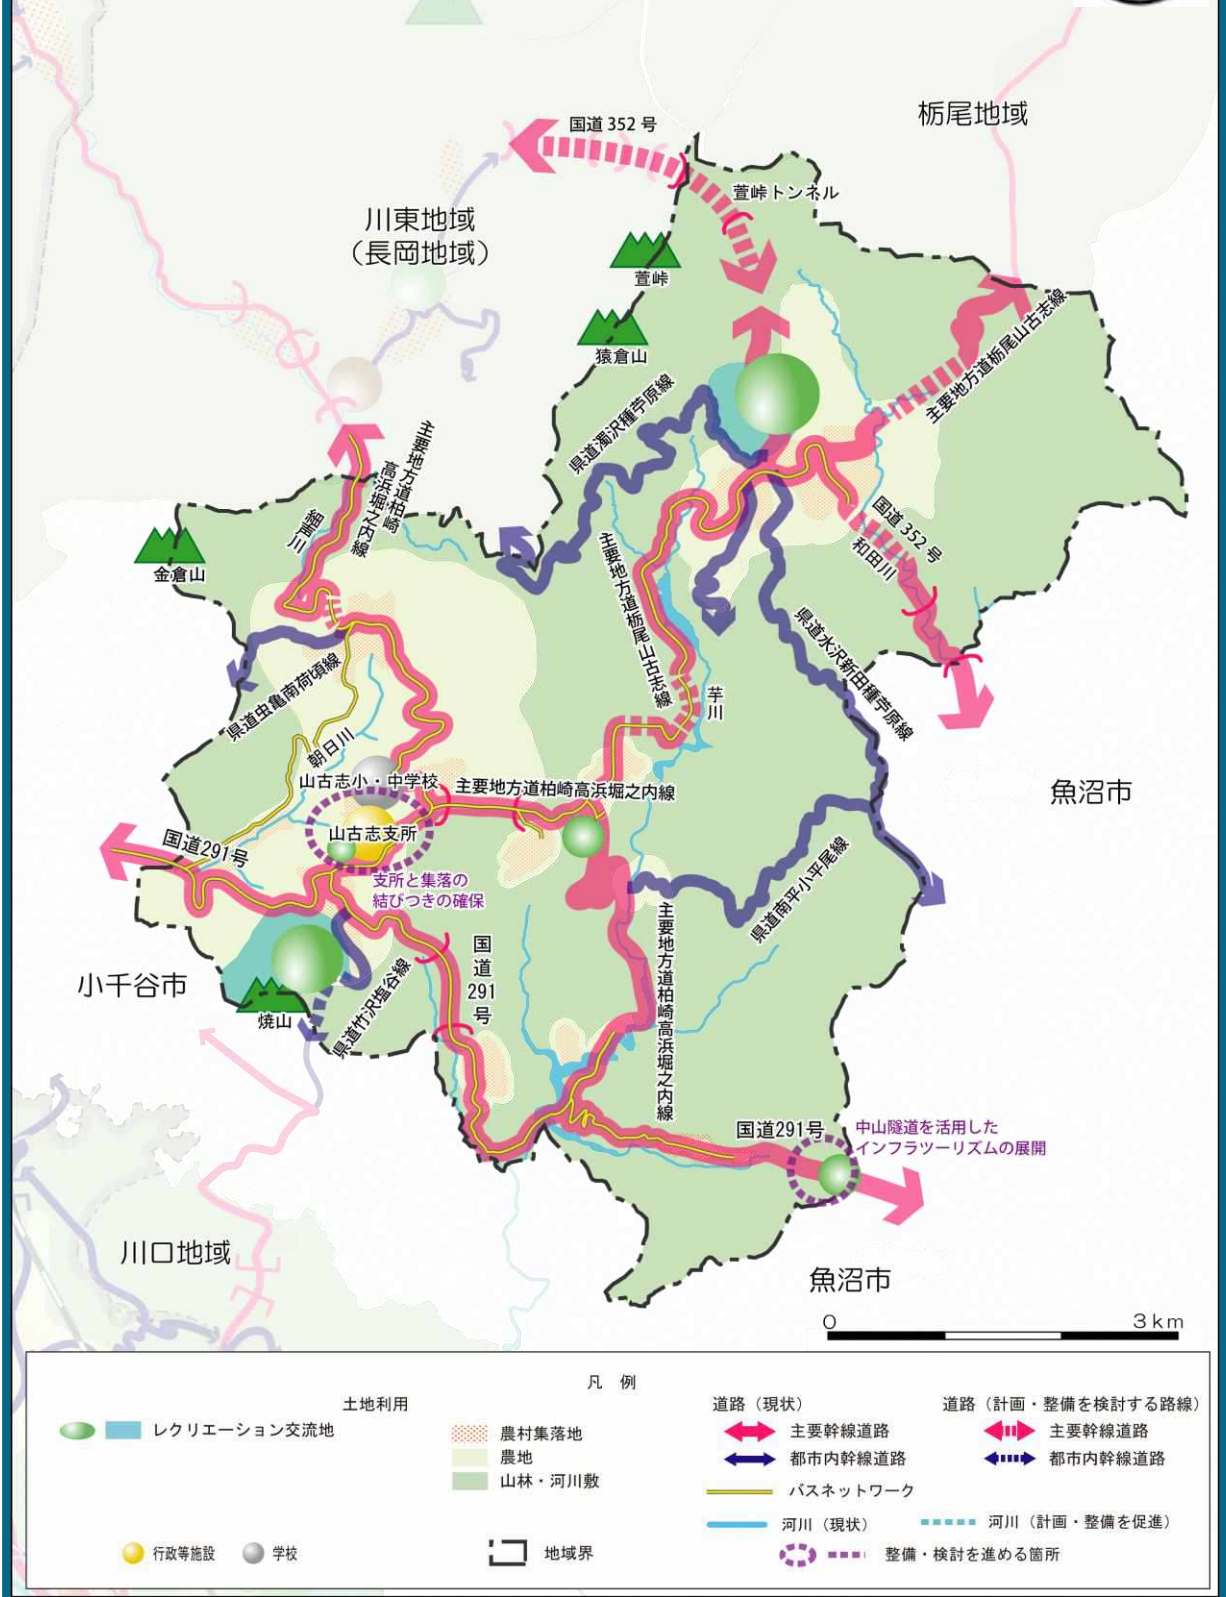 国道352号
栃尾地域
萱峠トンネル
川東地域
（長岡地域）
萱峠
猿倉山
主要地方道栃尾山古志線
県道濁沢種苧原線
主要地方道柏崎
高浜堀之内線
国道352号
和田川
金倉山
主要地方道栃尾山古志線
県道水沢新田種苧原線
県道虫亀南荷頃線
芋川
朝日川
山古志小・中学校
主要地方道柏崎高浜堀之内線
魚沼市
山古志支所
国道291号
支所と集落の
結びつきの確保
県道南平小平尾線
主要地方道柏崎高浜堀之内線
国道291号
小千谷市
県道竹沢塩谷線
焼山
国道291号
中山隧道を活用した
インフラツーリズムの展開
川口地域
魚沼市
0 3km
凡 例
土地利用
道路（現状）
道路（計画・整備を検討する路線）
レクリエーション交流地
農村集落地
主要幹線道路
主要幹線道路
農地
都市内幹線道路
都市内幹線道路
山林・河川敷
バスネットワーク
河川（現状）
河川（計画・整備を促進）
行政等施設
学校
地域界
整備・検討を進める箇所